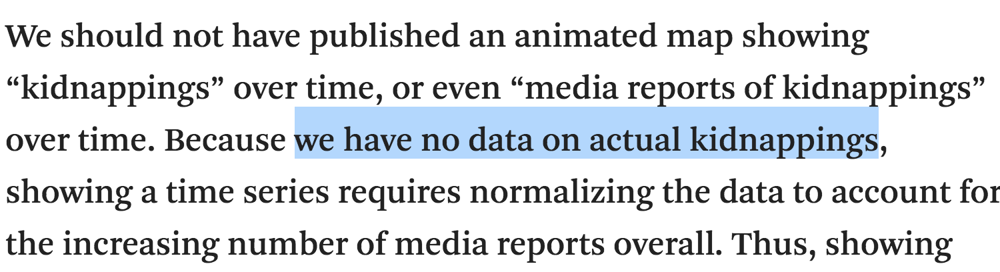 We should not have published an animated map showing
“kidnappings” over time, or even “media reports of kidnappings”
over time. Because we have no data on actual kidnappings,
showing a time series requires normalizing the data to account for
the increasing number of media reports overall. Thus, showing